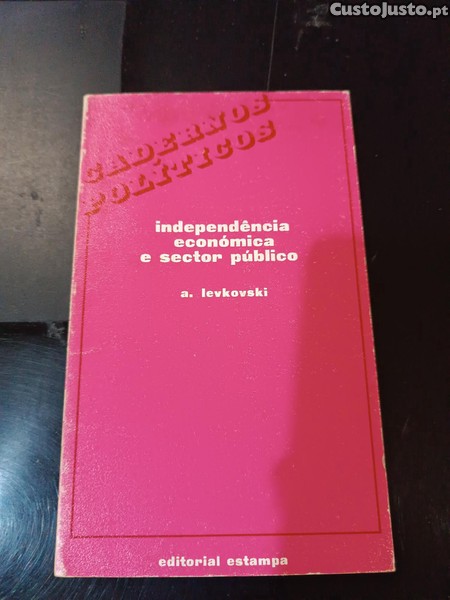 CustoJusto.pt
CADERNOS
POLÍTICOS
independência
económica
e sector público
a. levkovski
editorial estampa